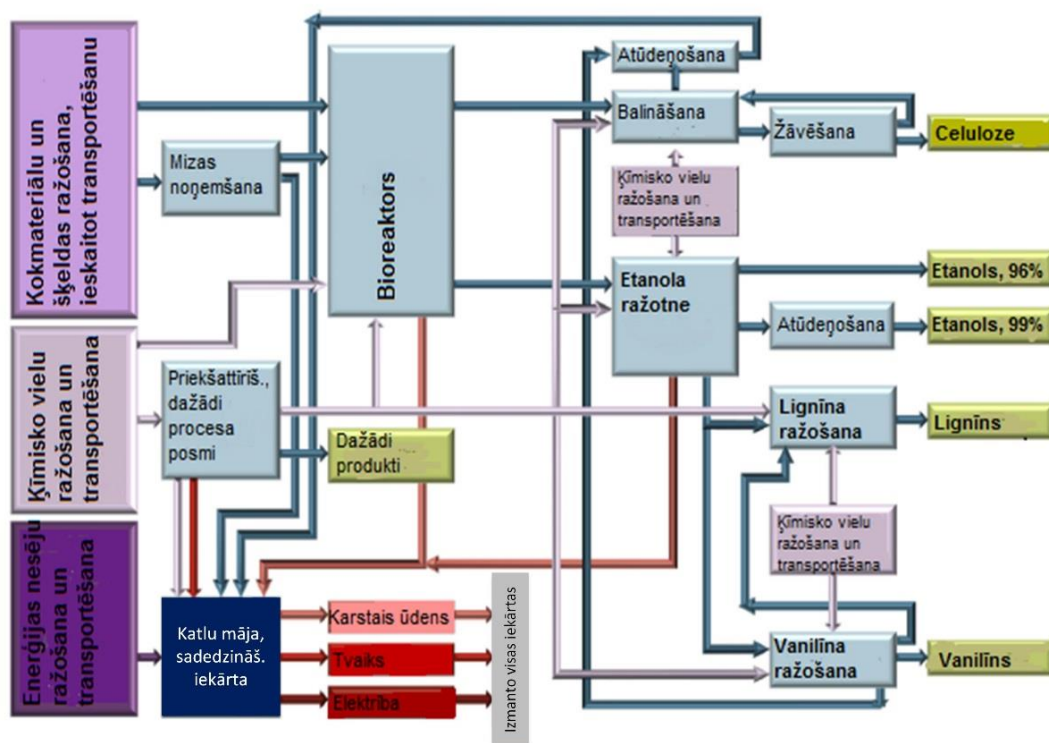 Kokmateriālu un
šķeldas ražošana,
ieskaitot transportēšanu
Ķīmisko vielu
ražošana un
transportēšana
Enerģijas nesēju
ražošana un
transportēšana
Mizas
noņemšana
Priekšattīrīš.,
dažādi
procesa
posmi
Katlu māja,
sadedzināš.
iekārta
Bioreaktors
Dažādi
produkti
Karstais ūdens
Tvaiks
Elektrība
Izmanto visas iekārtas
Atūdeņošana
Balināšana
Žāvēšana
Celuloze
Ķīmisko vielu
ražošana un
transportēšana
Etanola
ražotne
Etanols, 96%
Atūdeņošana
Etanols, 99%
Lignīna
ražošana
Lignīns
Ķīmisko vielu
ražošana un
transportēšana
Vanilīna
ražošana
Vanilīns